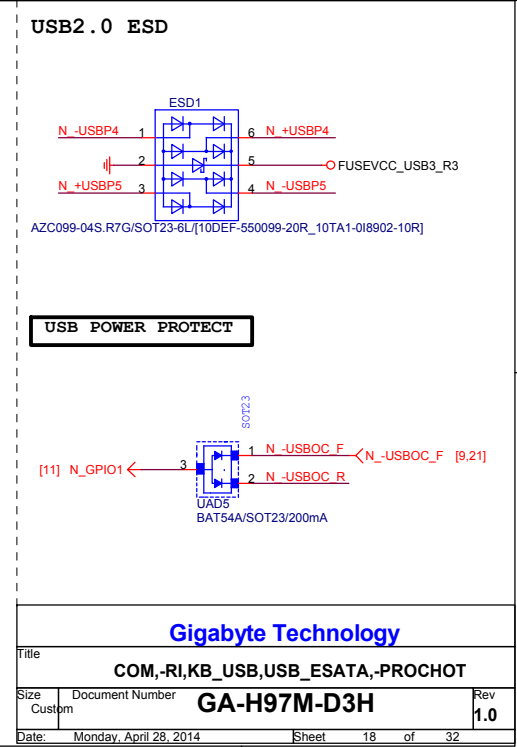 USB2.0 ESD
ESD1
N_-USBP4 1 6 N_+USBP4
2 5 FUSEVCC_USB3_R3
N_+USBP5 3 4 N_-USBP5
AZC099-04S.R7G/SOT23-6L/[10DEF-550099-20R_10TA1-0I8902-10R]
USB POWER PROTECT
SOT23
1 N_-USBOC_F N_-USBOC_F [9,21]
[11] N_GPIO1 3
2 N_-USBOC_R
UAD5
BAT54A/SOT23/200mA
Gigabyte Technology
Title
COM,-RI,KB_USB,USB_ESATA,-PROCHOT
Size Document Number Rev
Custom GA-H97M-D3H 1.0
Date: Monday, April 28, 2014 Sheet 18 of 32